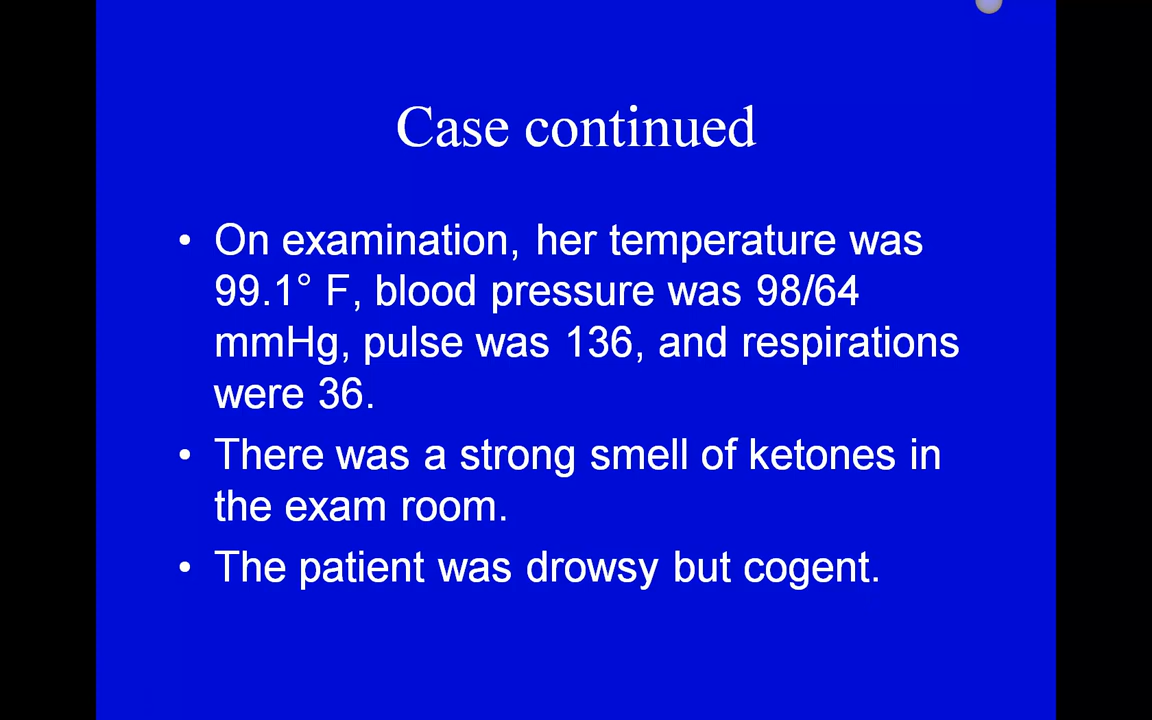 Case continued
• On examination, her temperature was
99.1° F, blood pressure was 98/64
mmHg, pulse was 136, and respirations
were 36.
• There was a strong smell of ketones in
the exam room.
• The patient was drowsy but cogent.